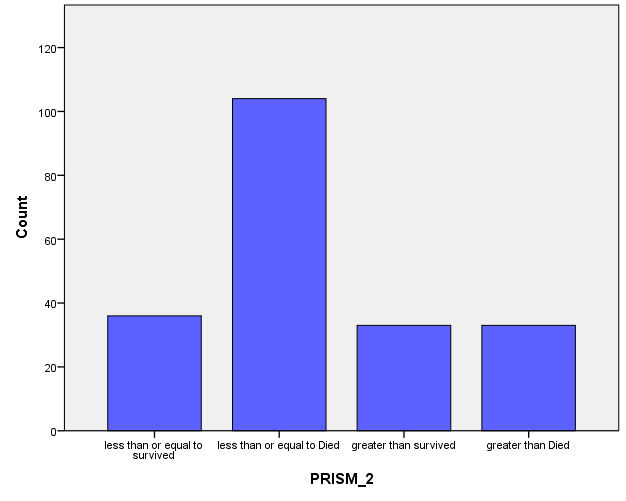 Count
120
100
80
60
40
20
0
less than or equal to
survived
less than or equal to Died
greater than survived
greater than Died
PRISM_2